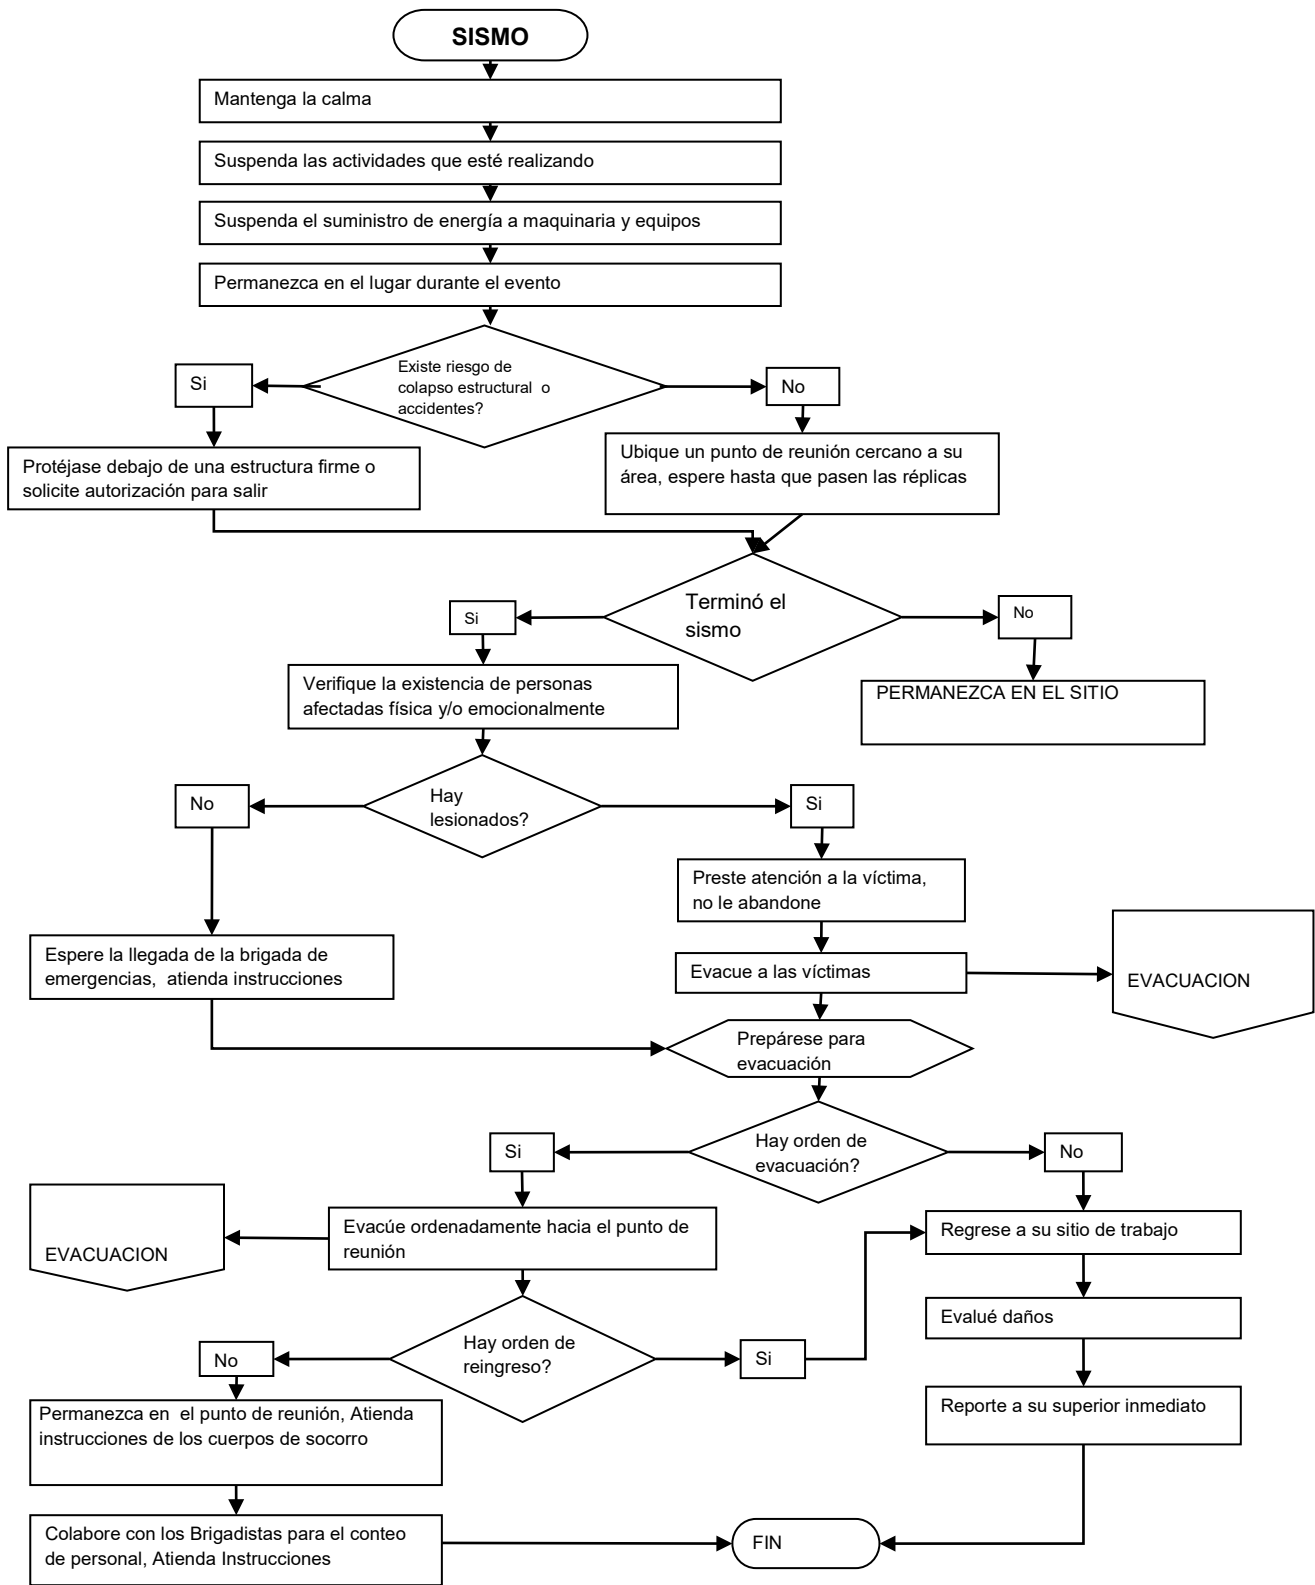 SISMO
Mantenga la calma
Suspenda las actividades que esté realizando
Suspenda el suministro de energía a maquinaria y equipos
Permanezca en el lugar durante el evento
Existe riesgo de
colapso estructural o
accidentes?
Si
No
Protéjase debajo de una estructura firme o
solicite autorización para salir
Ubique un punto de reunión cercano a su
área, espere hasta que pasen las réplicas
Terminó el
sismo
Si
No
Verifique la existencia de personas
afectadas física y/o emocionalmente
PERMANEZCA EN EL SITIO
Hay
lesionados?
No
Si
Preste atención a la víctima,
no le abandone
Espere la llegada de la brigada de
emergencias, atienda instrucciones
Evacue a las víctimas
EVACUACION
Prepárese para
evacuación
Hay orden de
evacuación?
Si
No
Evacúe ordenadamente hacia el punto de
reunión
EVACUACION
Regrese a su sitio de trabajo
Evalué daños
Hay orden de
reingreso?
No
Si
Permanezca en el punto de reunión, Atienda
instrucciones de los cuerpos de socorro
Reporte a su superior inmediato
Colabore con los Brigadistas para el conteo
de personal, Atienda Instrucciones
FIN